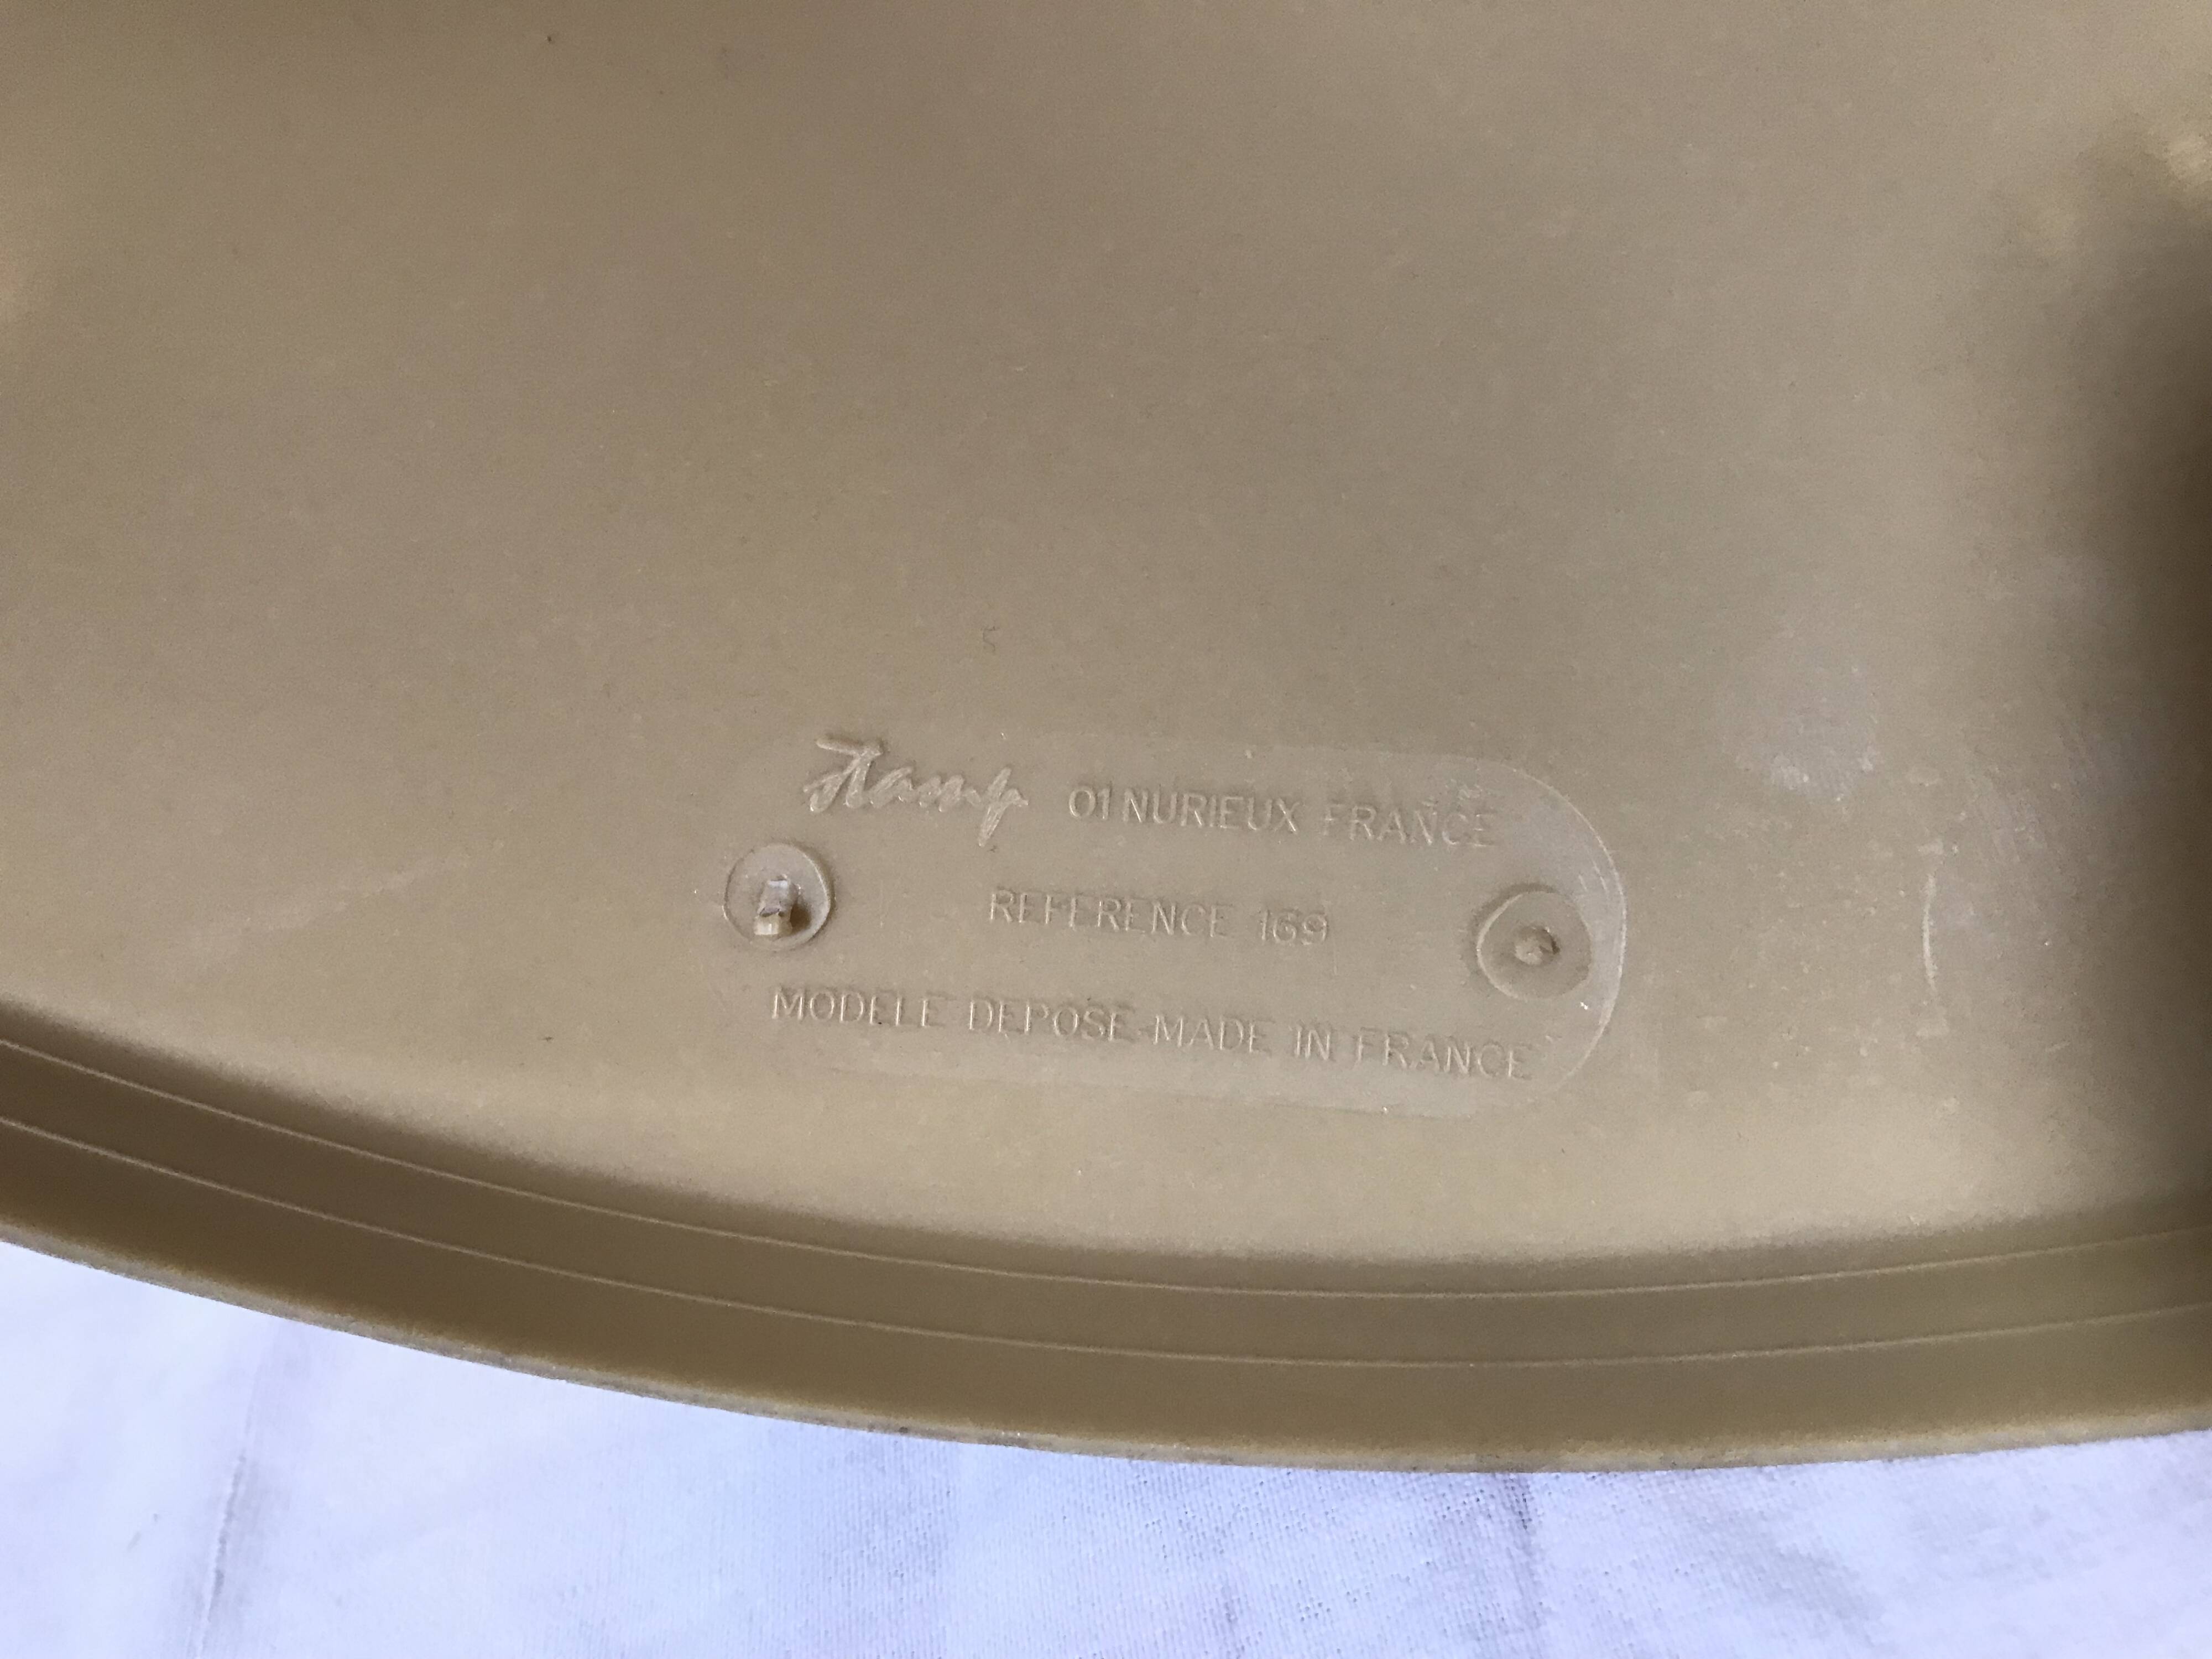 Stamp 01 NURIEUX FRANCE
REFERENCE 169
MODELE DEPOSE-MADE IN FRANCE